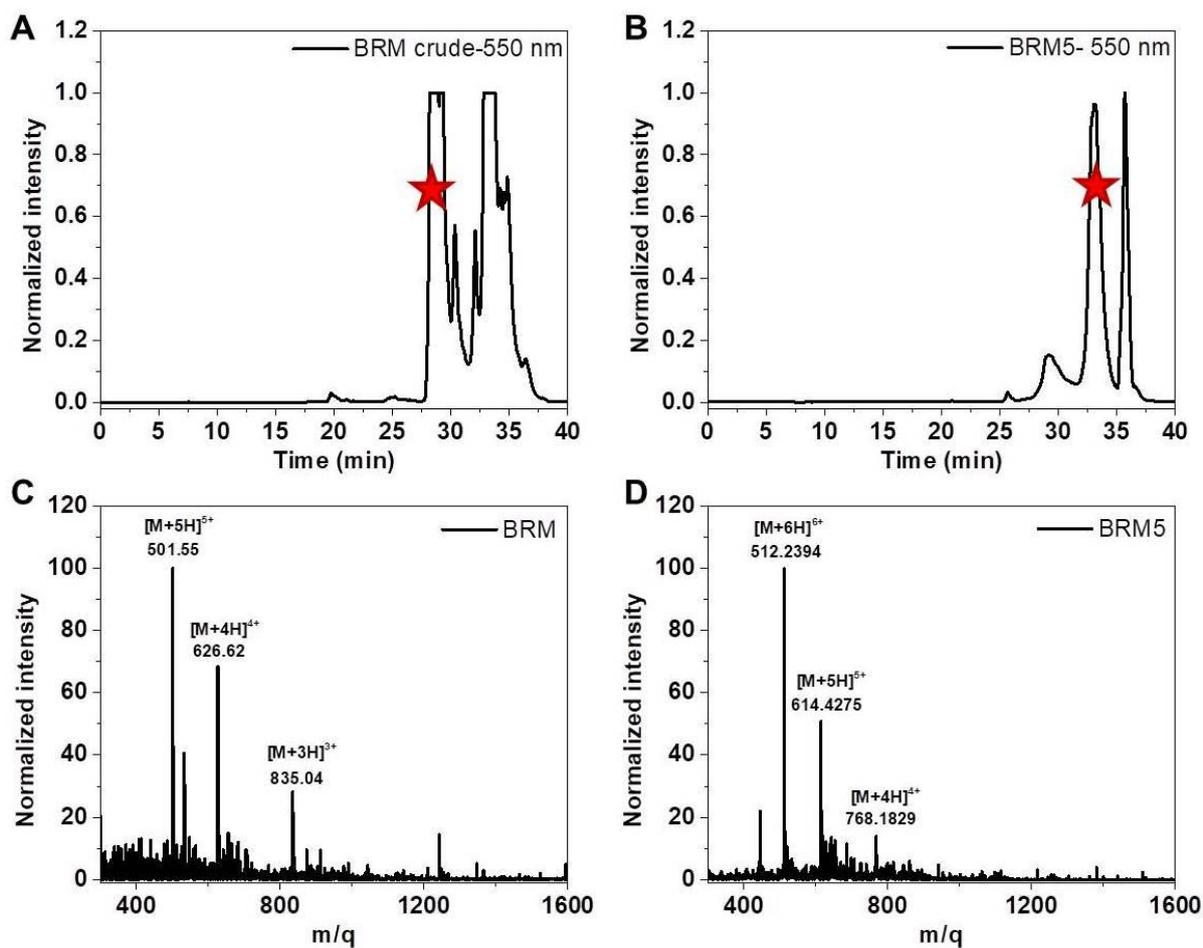 A
BRM crude-550 nm
Normalized intensity
1.2
1.0
0.8
0.6
0.4
0.2
0.0
0 5 10 15 20 25 30 35 40
Time (min)
B
BRM5- 550 nm
Normalized intensity
1.2
1.0
0.8
0.6
0.4
0.2
0.0
0 5 10 15 20 25 30 35 40
Time (min)
C
BRM
[M+5H]5+
501.55
[M+4H]4+
626.62
[M+3H]3+
835.04
Normalized intensity
120
100
80
60
40
20
0
400 800 1200 1600
m/q
D
BRM5
[M+6H]6+
512.2394
[M+5H]5+
614.4275
[M+4H]4+
768.1829
Normalized intensity
120
100
80
60
40
20
0
400 800 1200 1600
m/q